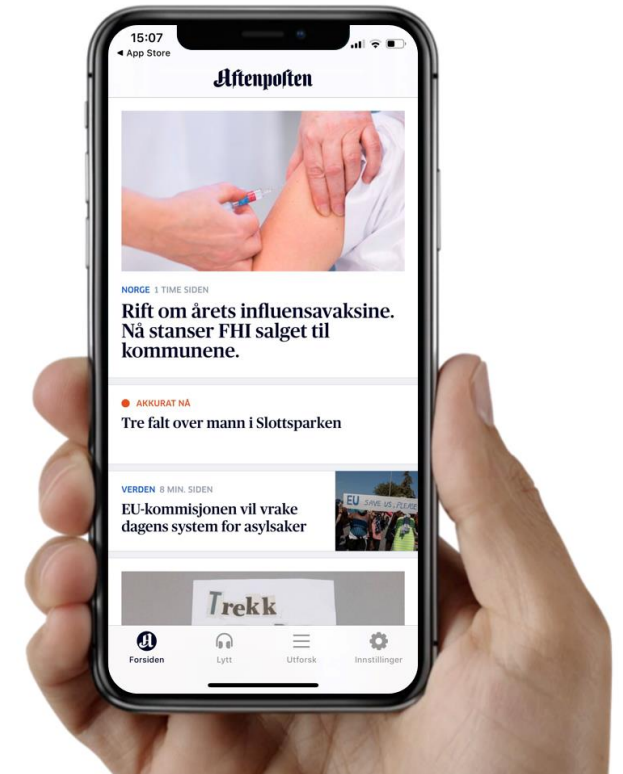 15:07
◀ App Store
Aftenposten
NORGE 1 TIME SIDEN
Rift om årets influensavaksine.
Nå stanser FHI salget til
kommunene.
AKKURAT NÅ
Tre falt over mann i Slottsparken
VERDEN 8 MIN. SIDEN
EU-kommisjonen vil vrake
dagens system for asylsaker
EU SAVE US, PLEASE
Trekk
Forsiden
Lytt
Utforsk
Innstillinger